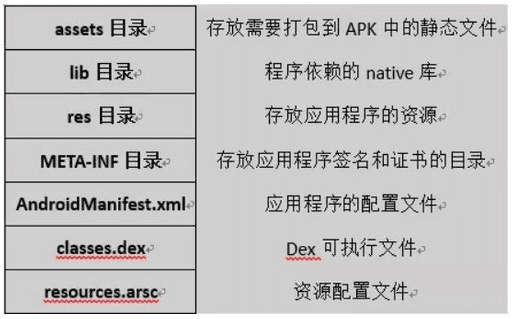 assets 目录 存放需要打包到 APK 中的静态文件
lib 目录 程序依赖的 native 库
res 目录 存放应用程序的资源
META-INF 目录 存放应用程序签名和证书的目录
AndroidManifest.xml 应用程序的配置文件
classes.dex Dex 可执行文件
resources.arsc 资源配置文件